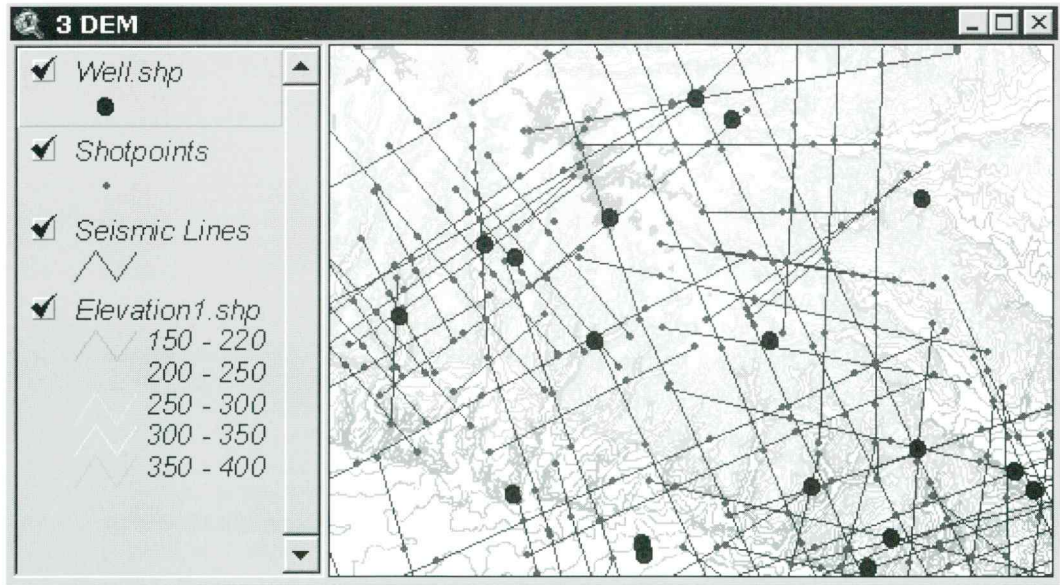 3 DEM
Well.shp
Shotpoints
Seismic Lines
Elevation1.shp
150 - 220
200 - 250
250 - 300
300 - 350
350 - 400